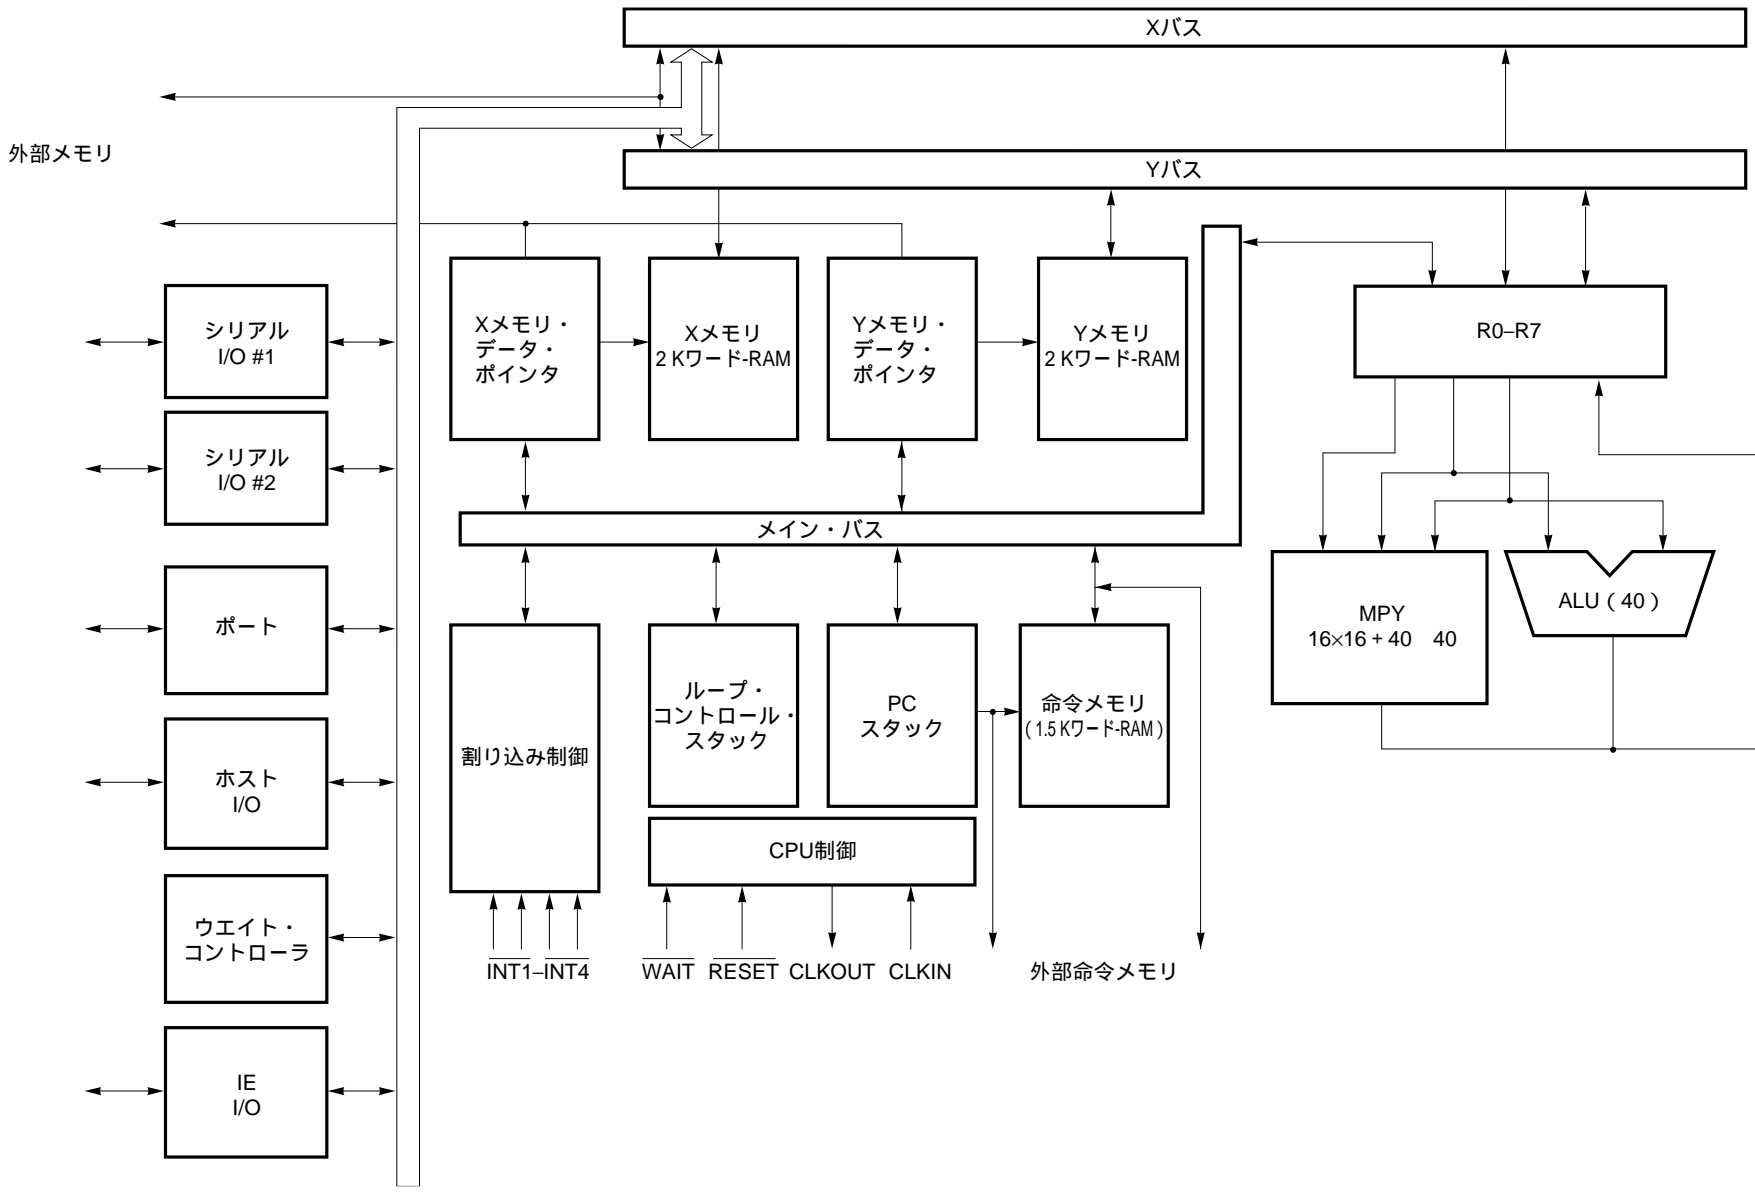 Xバス
外部メモリ
Yバス
シリアル
I/O #1
シリアル
I/O #2
ポート
ホスト
I/O
ウエイト・
コントローラ
IE
I/O
Xメモリ・
データ・
ポインタ
Xメモリ
2 Kワード-RAM
Yメモリ・
データ・
ポインタ
Yメモリ
2 Kワード-RAM
R0–R7
メイン・バス
MPY
16×16 + 40 40
ALU ( 40 )
割り込み制御
ループ・
コントロール・
スタック
PC
スタック
命令メモリ
( 1.5 Kワード-RAM )
CPU制御
INT1–INT4
WAIT RESET CLKOUT CLKIN
外部命令メモリ